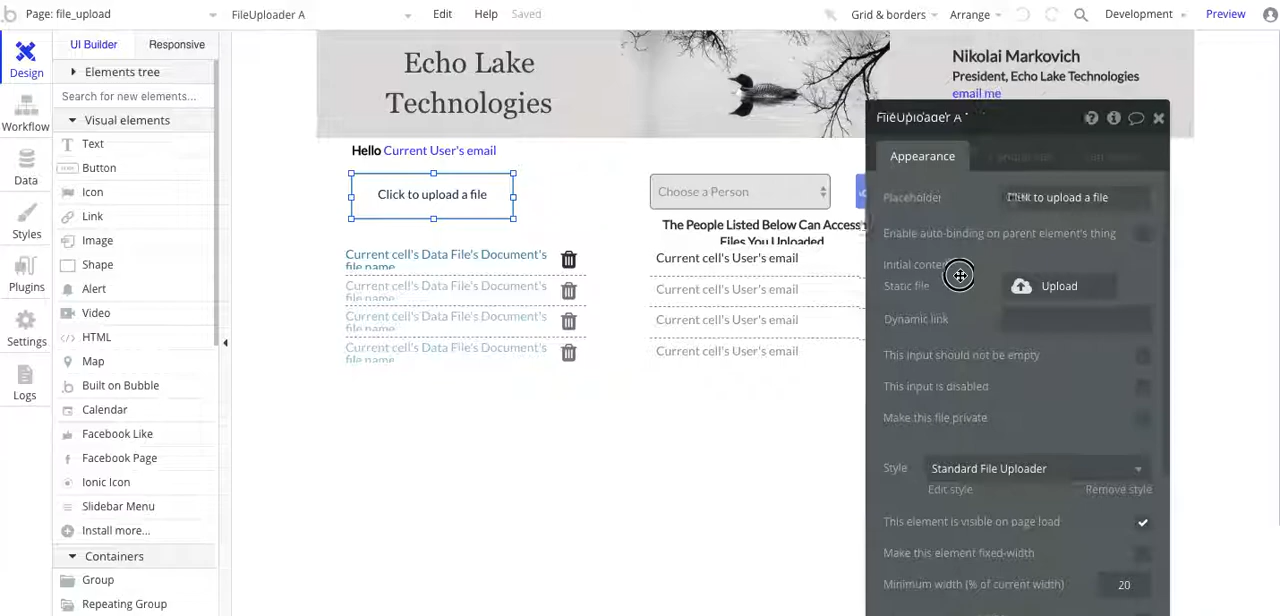 Page: file_upload
FileUploader A
Edit
Help
Saved
Grid & borders
Arrange
Development
Preview
Design
Workflow
Data
Styles
Plugins
Settings
Logs
UI Builder
Responsive
Elements tree
Search for new elements...
Visual elements
Text
Button
Icon
Link
Image
Shape
Alert
Video
</> HTML
Map
Built on Bubble
Calendar
Facebook Like
Facebook Page
Ionic Icon
Slidebar Menu
Install more...
Containers
Group
Repeating Group
Echo Lake
Technologies
Nikolai Markovich
President, Echo Lake Technologies
email me
Hello Current User's email
Click to upload a file
Current cell's Data File's Document's
file name
Current cell's Data File's Document's
file name
Current cell's Data File's Document's
file name
Current cell's Data File's Document's
file name
Choose a Person
The People Listed Below Can Access
Files You Uploaded
Current cell's User's email
Current cell's User's email
Current cell's User's email
Current cell's User's email
FileUploader A
Appearance
Placeholder
Click to upload a file
Enable auto-binding on parent element's thing
Initial content
Static file
Upload
Dynamic link
This input should not be empty
This input is disabled
Make this file private
Style
Standard File Uploader
Edit style
Remove style
This element is visible on page load
Make this element fixed-width
Minimum width (% of current width)
20